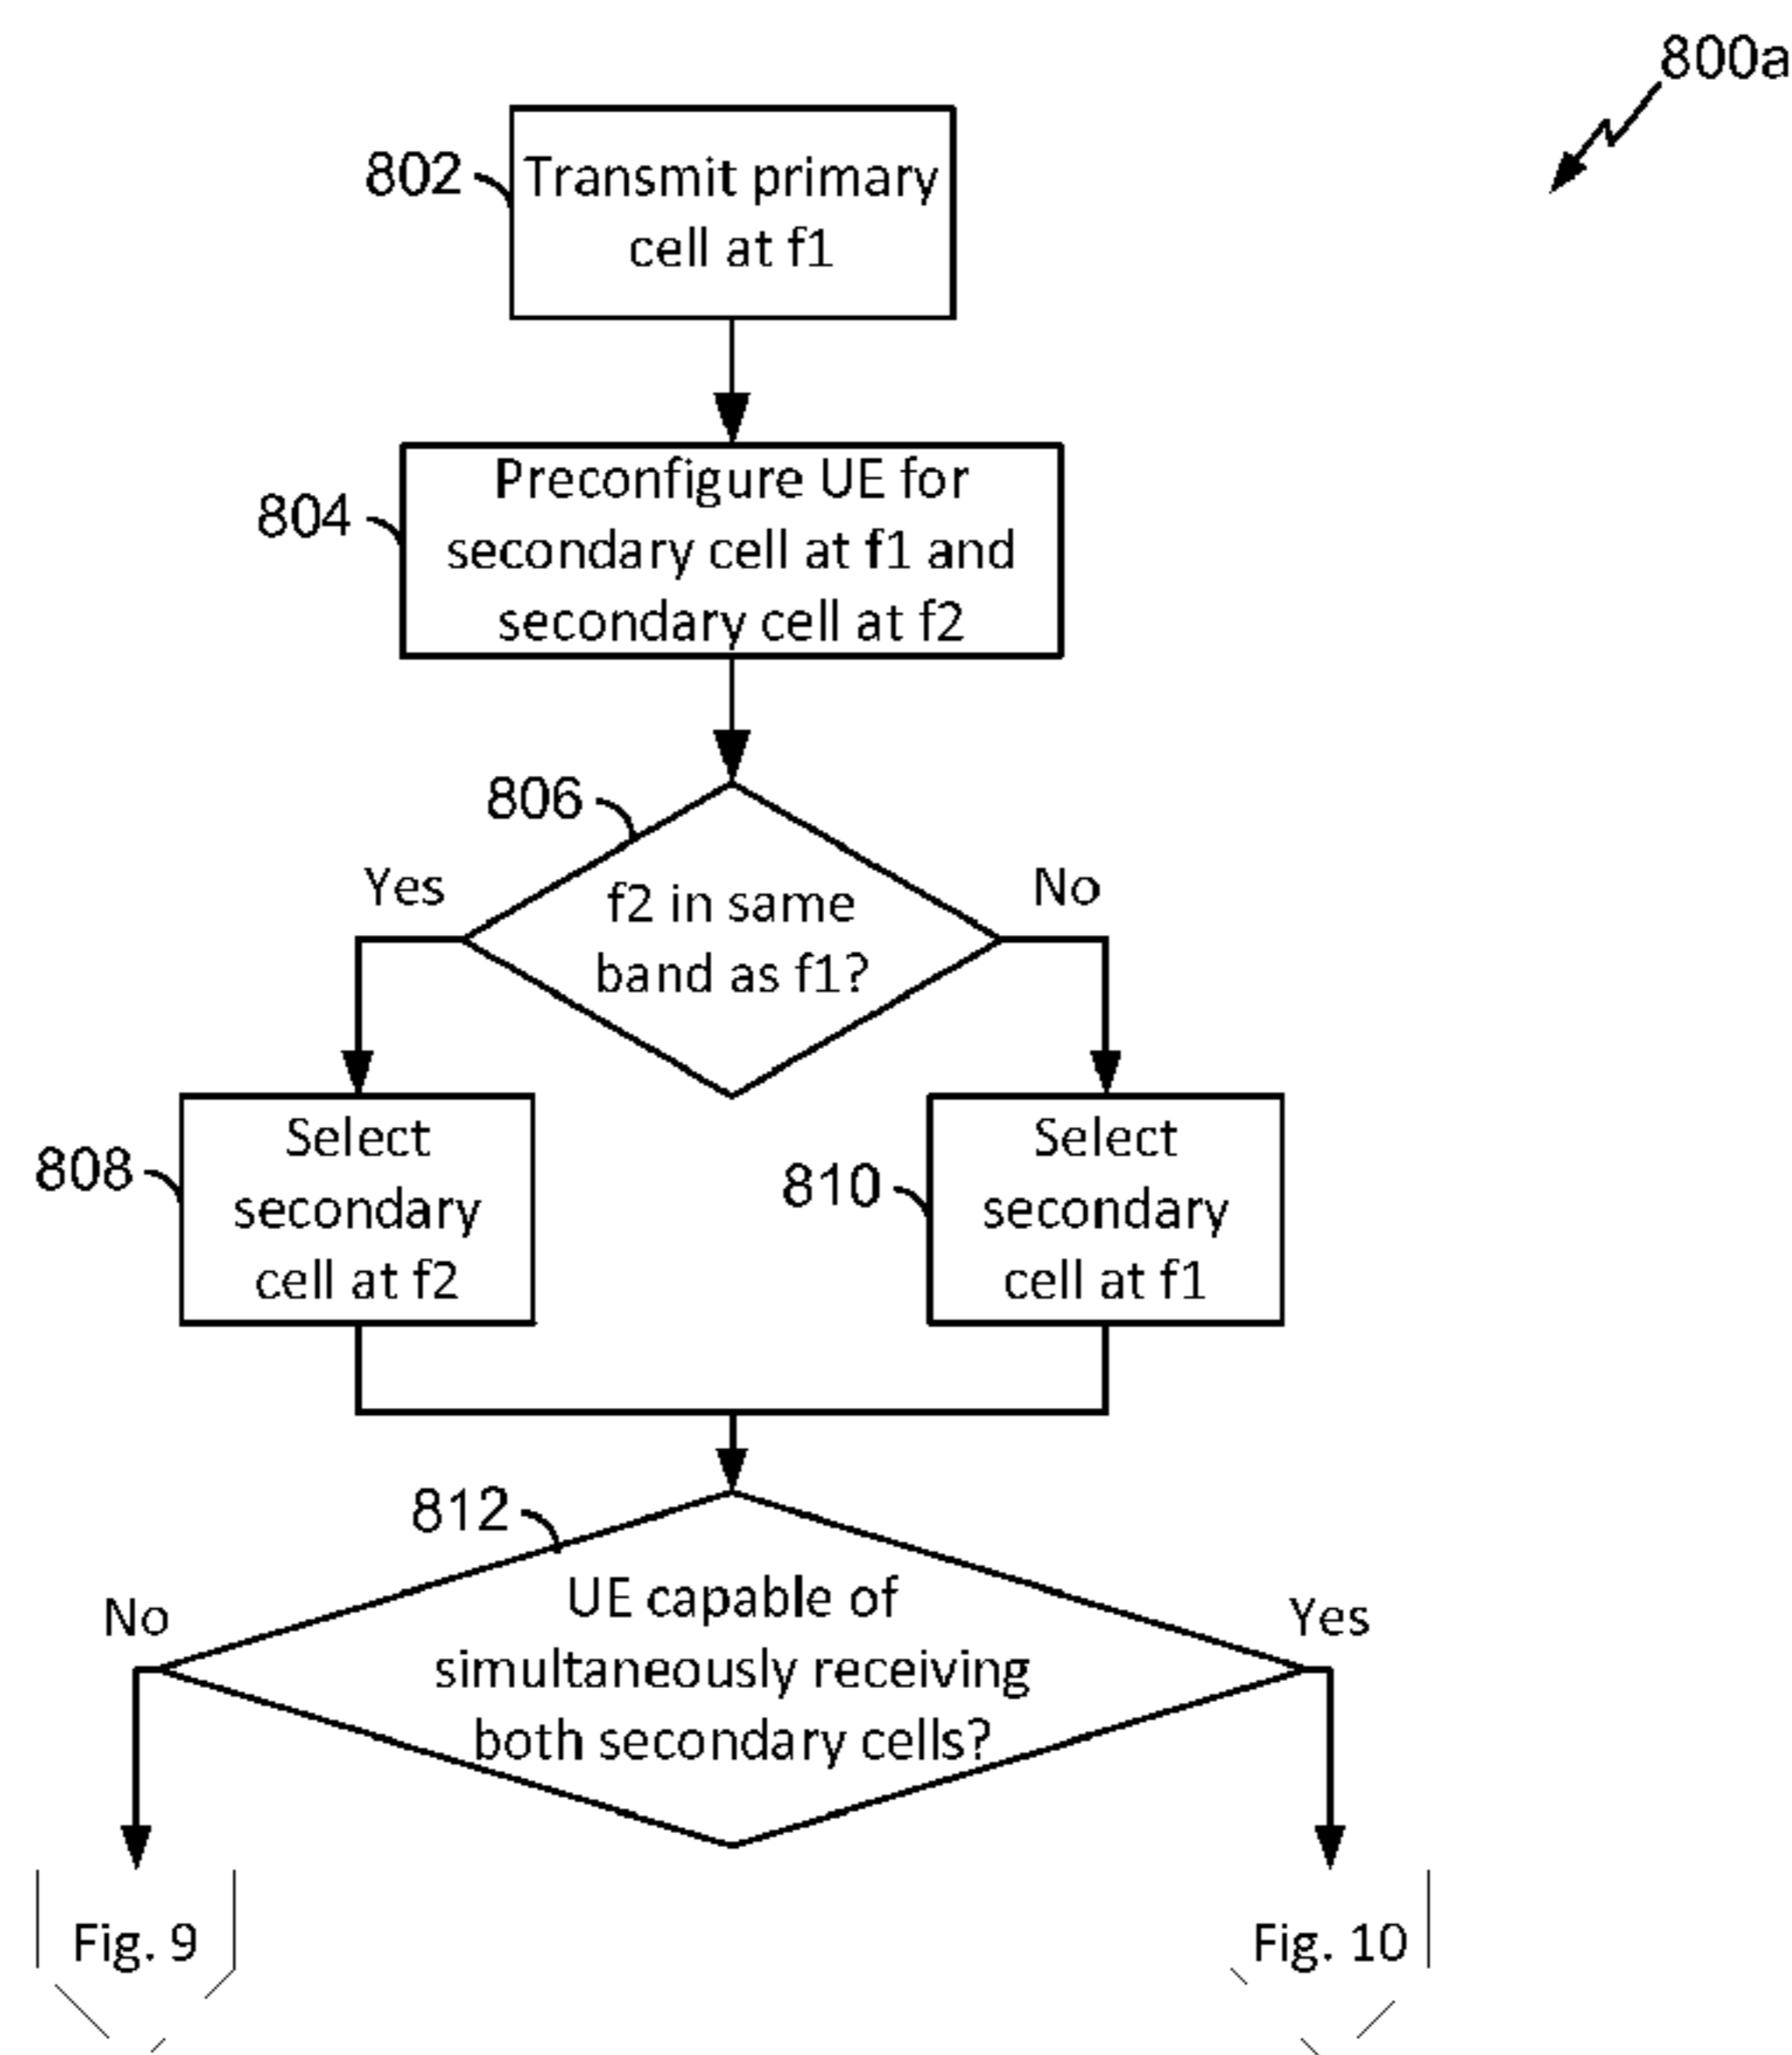 800a
802
Transmit primary
cell at f1
804
Preconfigure UE for
secondary cell at f1 and
secondary cell at f2
806
Yes
No
f2 in same
band as f1?
808
Select
secondary
cell at f2
810
Select
secondary
cell at f1
812
No
Yes
UE capable of
simultaneously receiving
both secondary cells?
Fig. 9
Fig. 10